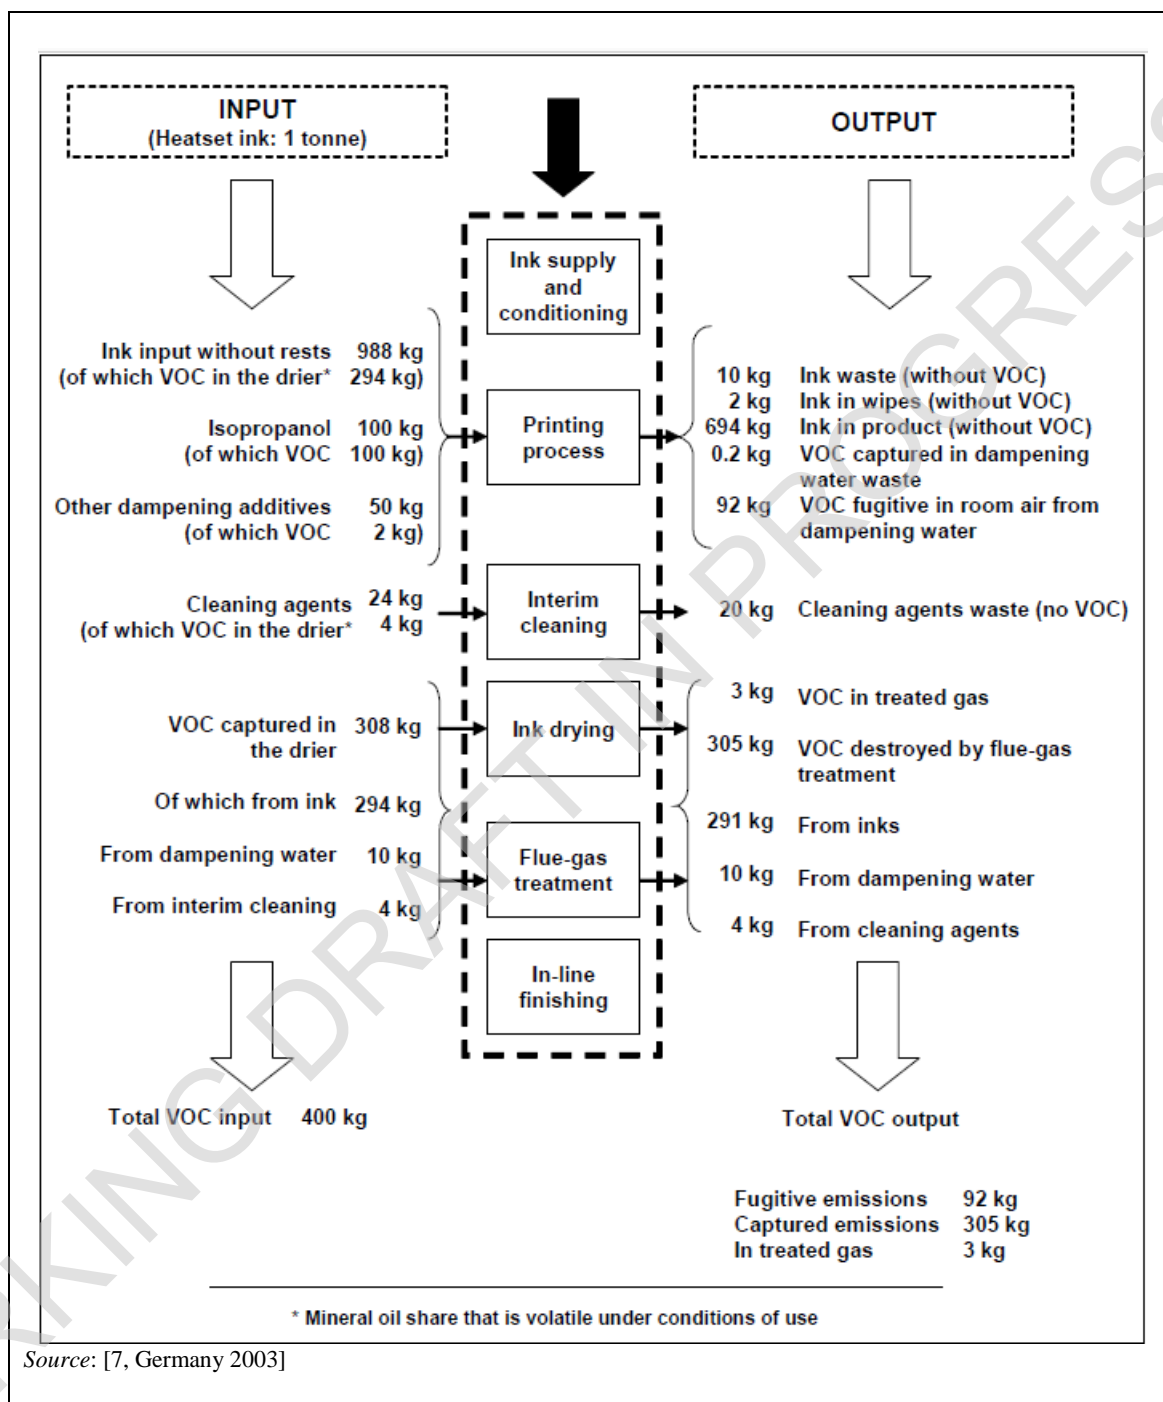 INPUT
(Heatset ink: 1 tonne)
OUTPUT
Ink supply
and
conditioning
Ink input without rests 988 kg
(of which VOC in the drier* 294 kg)
Isopropanol 100 kg
(of which VOC 100 kg)
Other dampening additives 50 kg
(of which VOC 2 kg)
Printing
process
10 kg Ink waste (without VOC)
2 kg Ink in wipes (without VOC)
694 kg Ink in product (without VOC)
0.2 kg VOC captured in dampening
water waste
92 kg VOC fugitive in room air from
dampening water
Cleaning agents 24 kg
(of which VOC in the drier* 4 kg
Interim
cleaning
20 kg Cleaning agents waste (no VOC)
VOC captured in 308 kg
the drier
Of which from ink 294 kg
From dampening water 10 kg
From interim cleaning 4 kg
Ink drying
Flue-gas
treatment
3 kg VOC in treated gas
305 kg VOC destroyed by flue-gas
treatment
291 kg From inks
10 kg From dampening water
4 kg From cleaning agents
In-line
finishing
Total VOC input 400 kg
Total VOC output
Fugitive emissions 92 kg
Captured emissions 305 kg
In treated gas 3 kg
* Mineral oil share that is volatile under conditions of use
Source: [7, Germany 2003]
RKING DRAFT IN PROGRESS